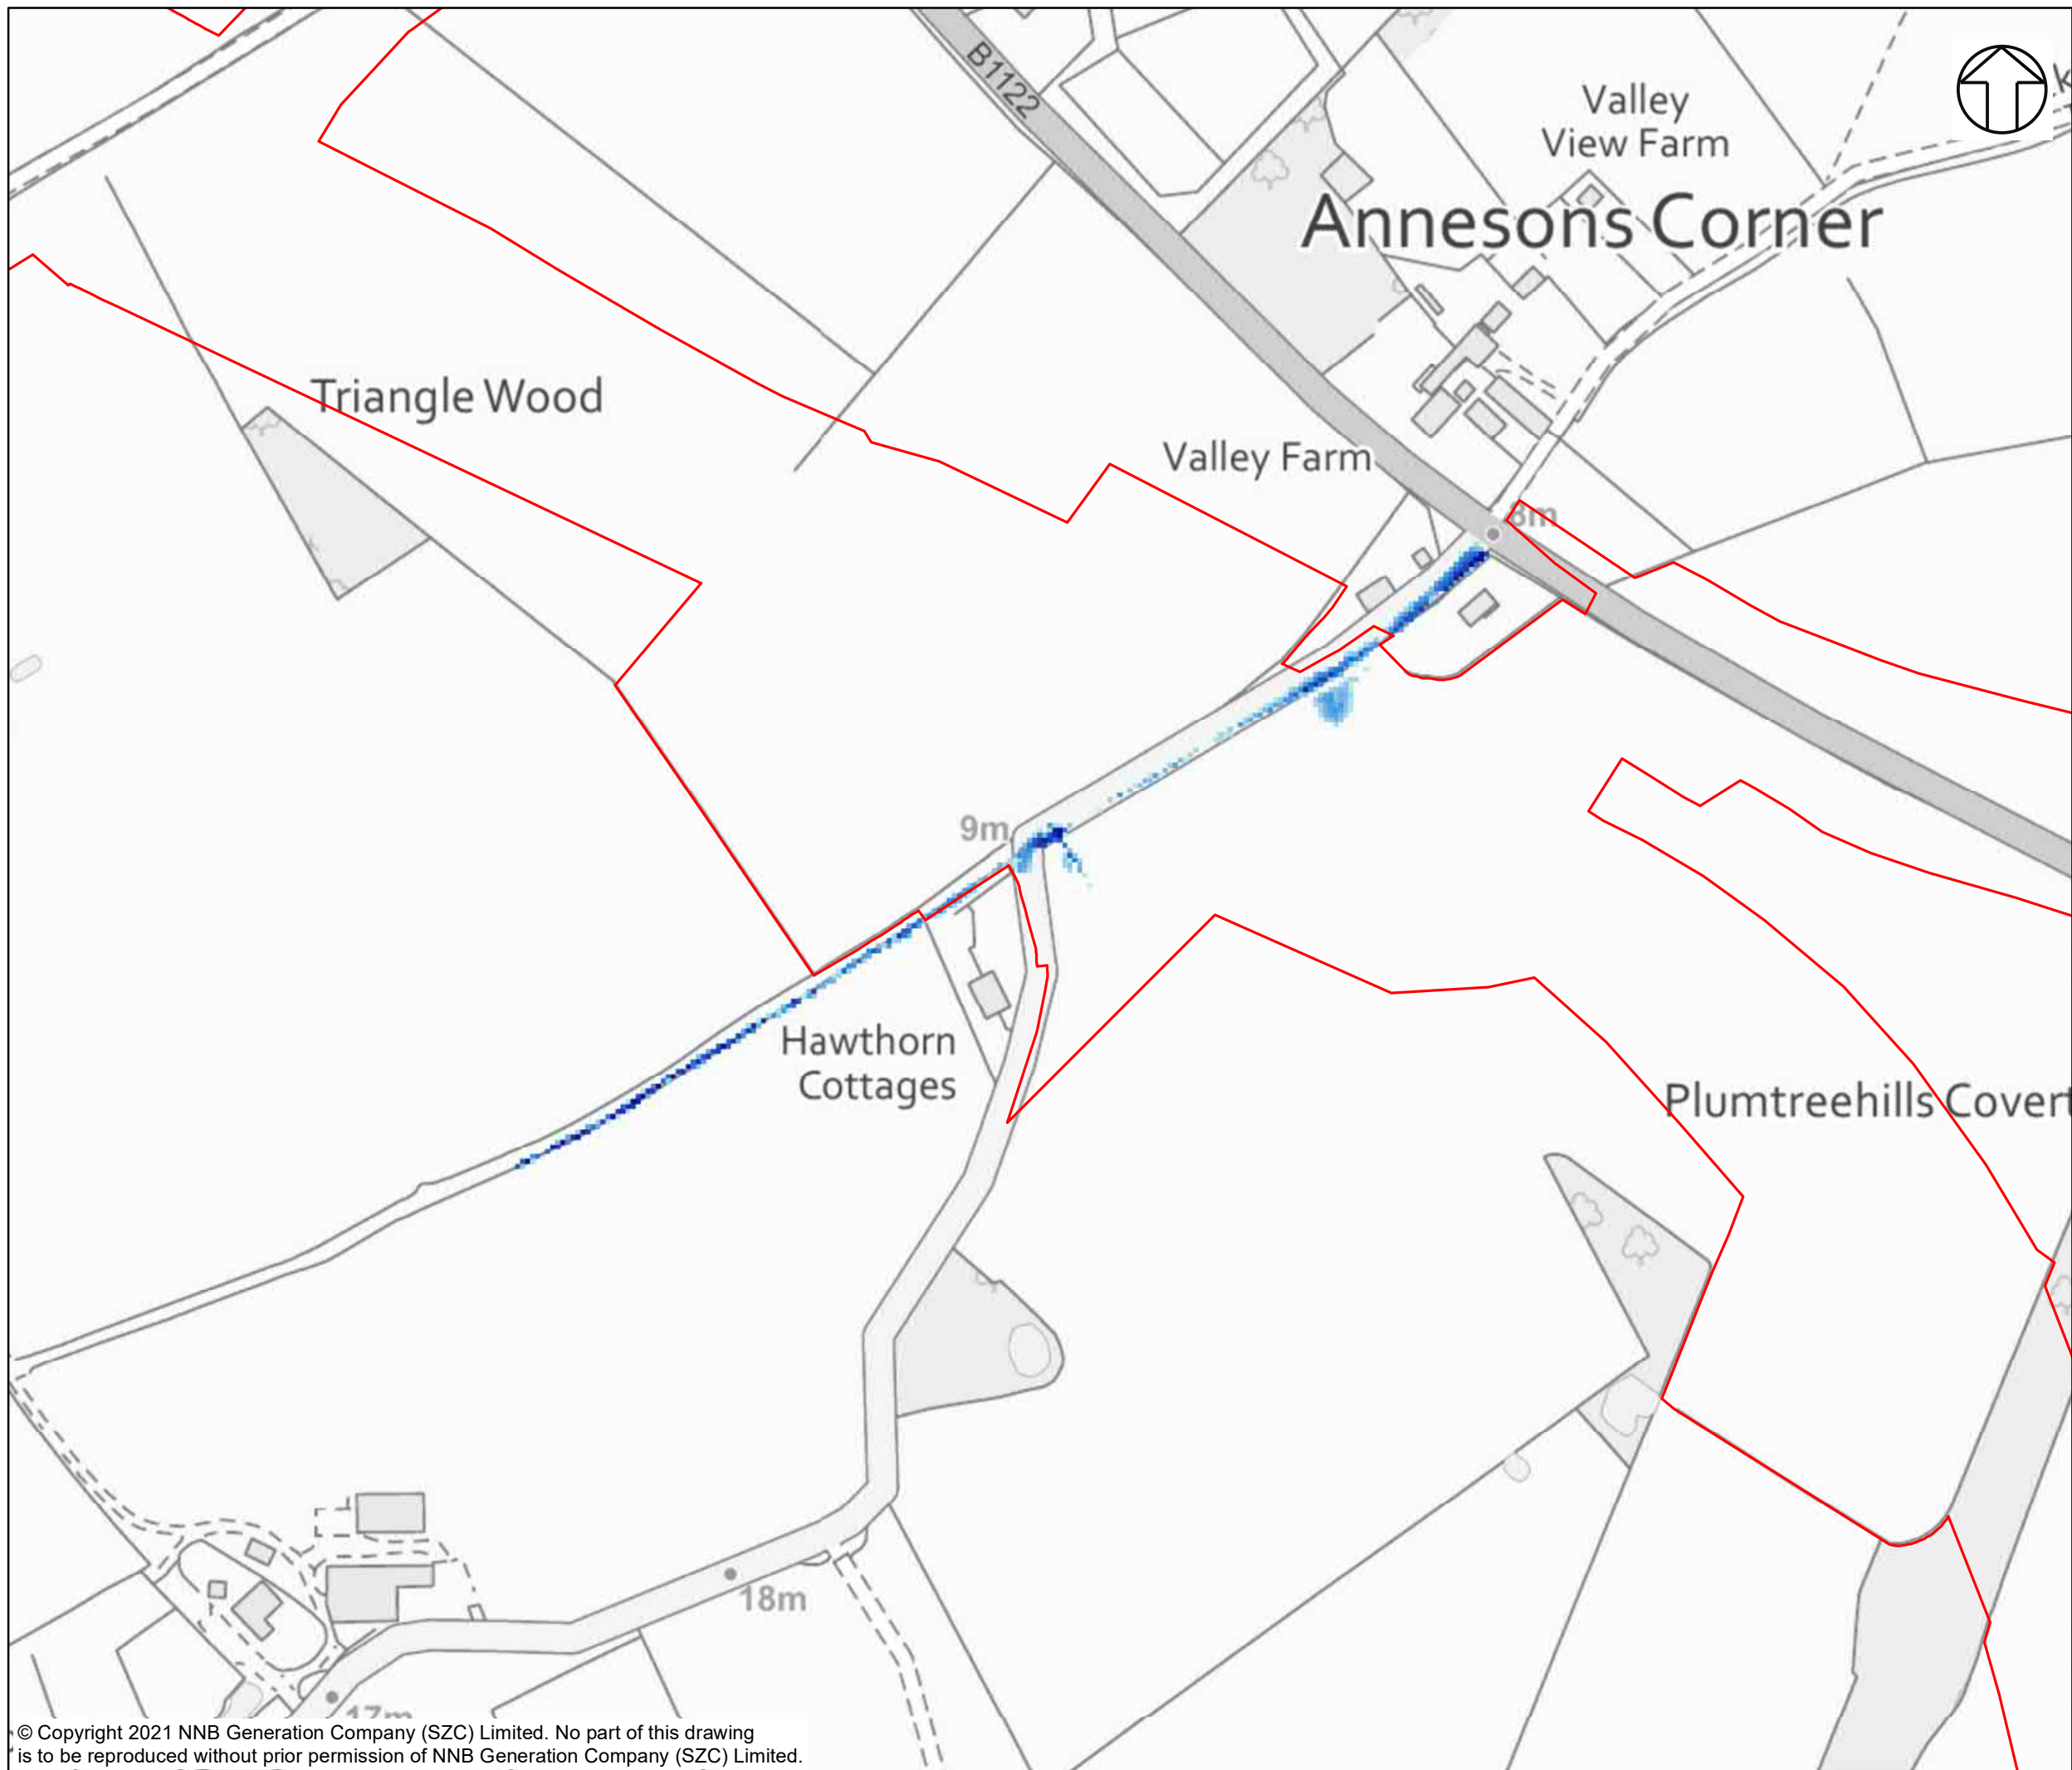 B1122
Valley
View Farm
Annesons Corner
Triangle Wood
Valley Farm
8m
9m
Hawthorn
Cottages
Plumtreehills Covert
18m
17m
© Copyright 2021 NNB Generation Company (SZC) Limited. No part of this drawing
is to be reproduced without prior permission of NNB Generation Company (SZC) Limited.